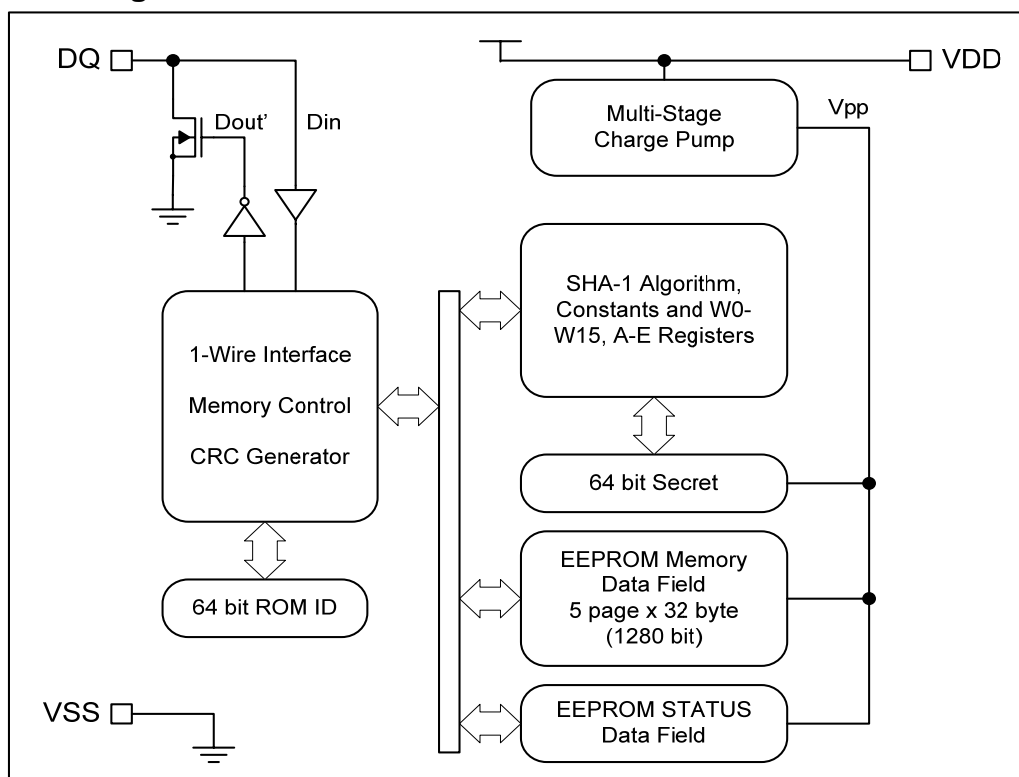 DQ
VDD
Dout’
Din
Multi-Stage
Charge Pump
Vpp
SHA-1 Algorithm,
Constants and W0-
W15, A-E Registers
1-Wire Interface
Memory Control
CRC Generator
64 bit Secret
EEPROM Memory
Data Field
5 page x 32 byte
(1280 bit)
64 bit ROM ID
VSS
EEPROM STATUS
Data Field